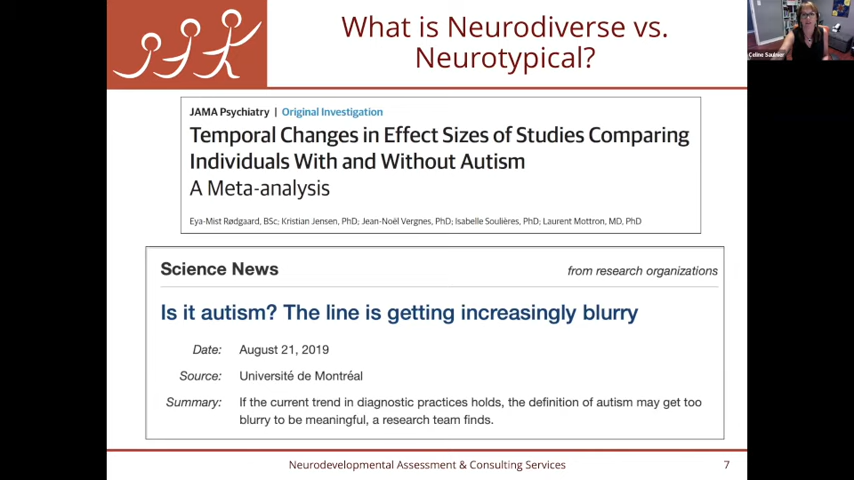 What is Neurodiverse vs.
Neurotypical?
Celine Saulnier
JAMA Psychiatry | Original Investigation
Temporal Changes in Effect Sizes of Studies Comparing
Individuals With and Without Autism
A Meta-analysis
Eya-Mist Rødgaard, BSc; Kristian Jensen, PhD; Jean-Noël Vergnes, PhD; Isabelle Soulières, PhD; Laurent Mottron, MD, PhD
Science News
from research organizations
Is it autism? The line is getting increasingly blurry
Date: August 21, 2019
Source: Université de Montréal
Summary: If the current trend in diagnostic practices holds, the definition of autism may get too
blurry to be meaningful, a research team finds.
Neurodevelopmental Assessment & Consulting Services
7